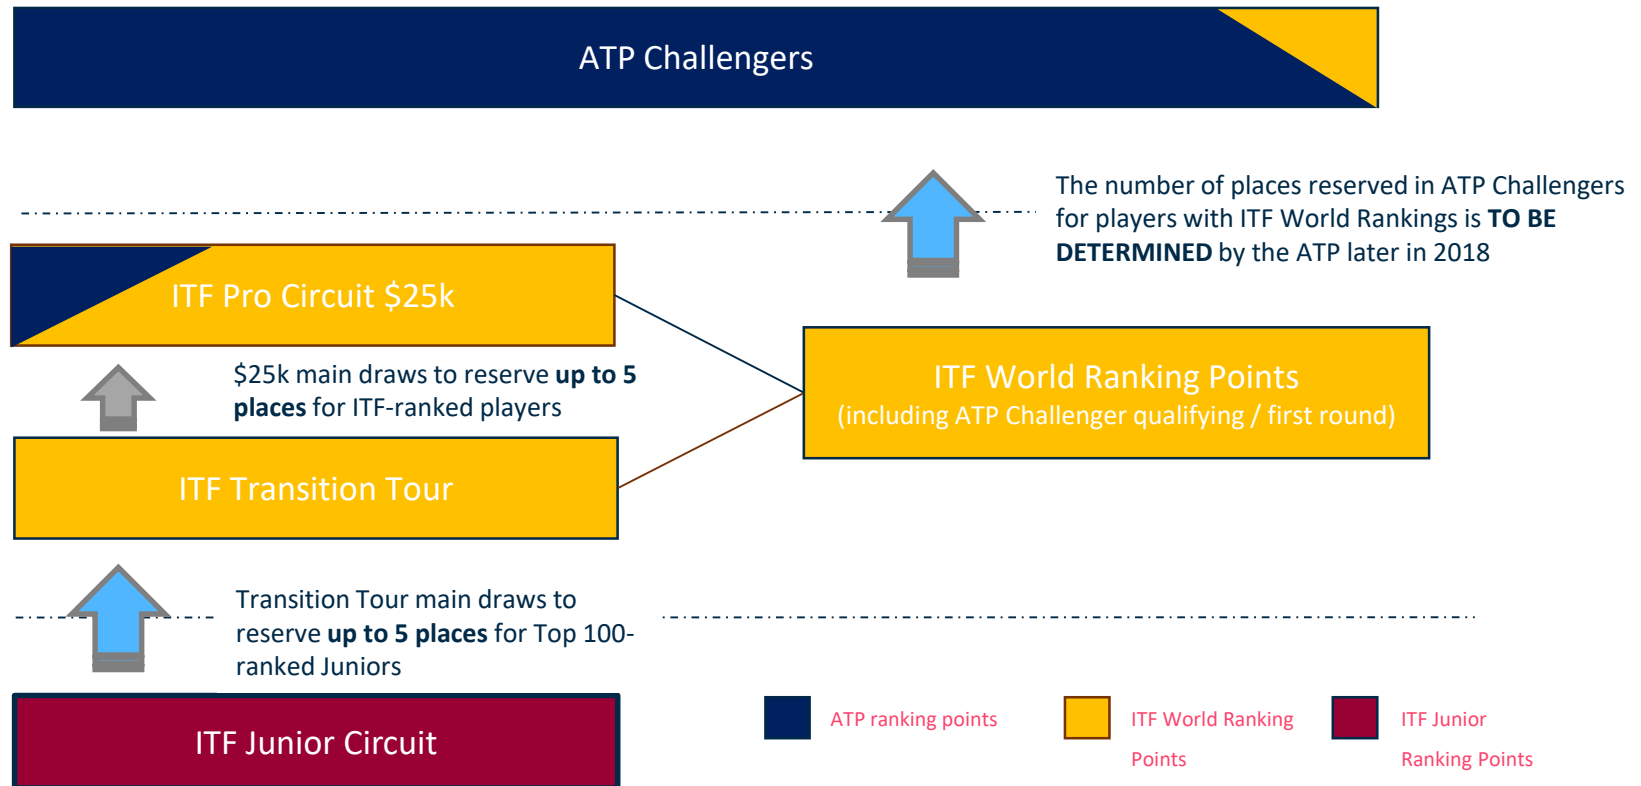 ATP Challengers
The number of places reserved in ATP Challengers
for players with ITF World Rankings is TO BE
DETERMINED by the ATP later in 2018
ITF Pro Circuit $25k
$25k main draws to reserve up to 5
places for ITF-ranked players
ITF World Ranking Points
(including ATP Challenger qualifying / first round)
ITF Transition Tour
Transition Tour main draws to
reserve up to 5 places for Top 100-
ranked Juniors
ITF Junior Circuit
ATP ranking points
ITF World Ranking
Points
ITF Junior
Ranking Points